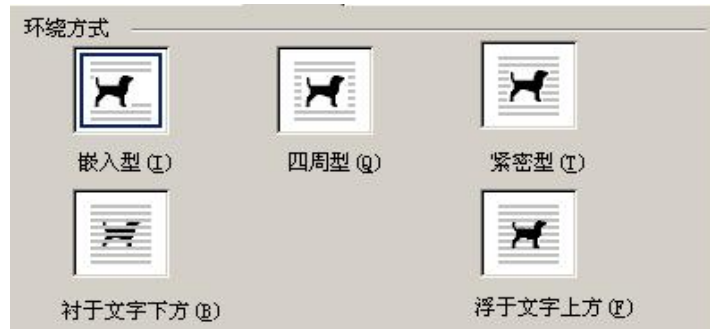 环绕方式
嵌入型(I)
四周型(Q)
紧密型(T)
衬于文字下方(B)
浮于文字上方(F)